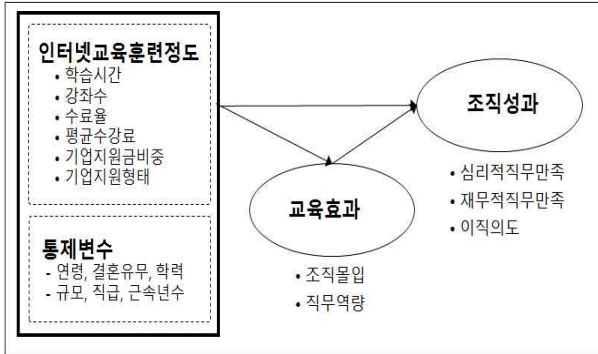 인터넷교육훈련정도
• 학습시간
• 강좌수
• 수료율
• 평균수강료
• 기업지원금비중
• 기업지원형태
통제변수
- 연령, 결혼유무, 학력
- 규모, 직급, 근속년수
교육효과
• 조직몰입
• 직무역량
조직성과
• 심리적직무만족
• 재무적직무만족
• 이직의도